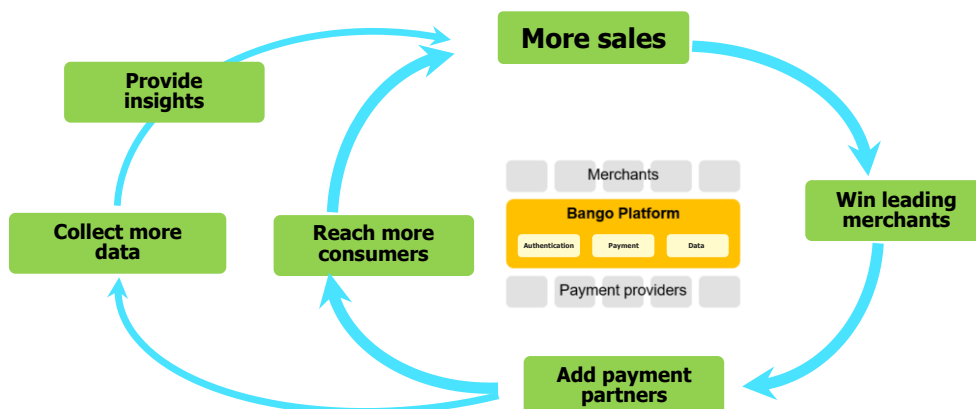 More sales
Provide
insights
Merchants
Win leading
merchants
Bango Platform
Collect more
data
Reach more
consumers
Authentication
Payment
Data
Payment providers
Add payment
partners